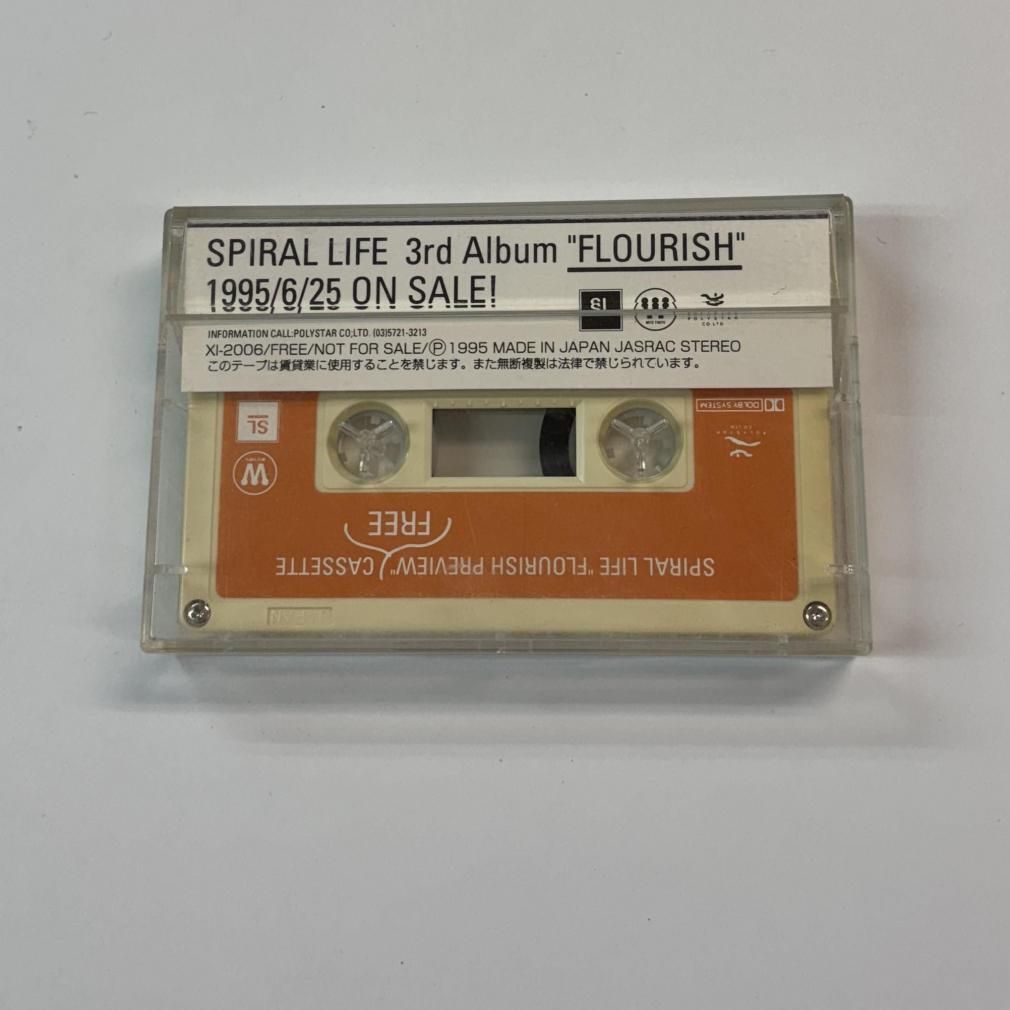 SPIRAL LIFE 3rd Album "FLOURISH"
1995/6/25 ON SALE!
INFORMATION CALL:POLYSTAR CO;LTD. (03)5721-3213
XI-2006/FREE/NOT FOR SALE/Ⓟ1995 MADE IN JAPAN JASRAC STEREO
このテープは賃貸業に使用することを禁じます。また無断複製は法律で禁じられています。
SL
W
DOLBY SYSTEM
FREE
SPIRAL LIFE "FLOURISH PREVIEW" CASSETTE